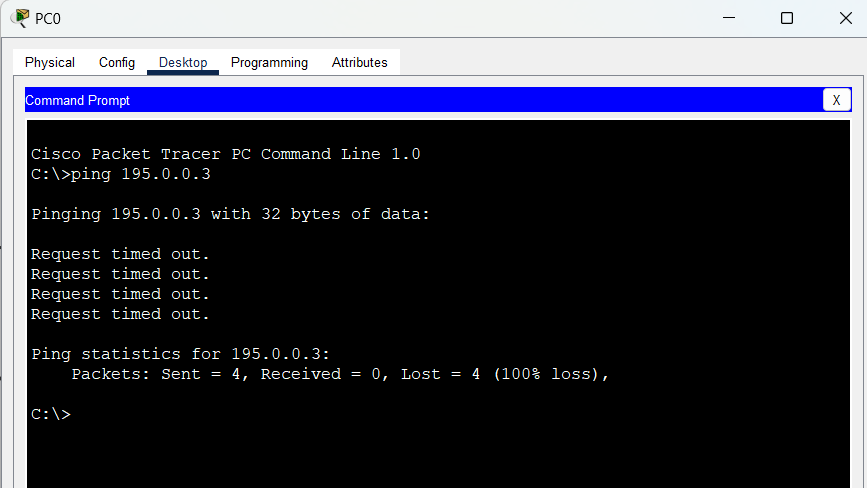 PC0
Physical Config Desktop Programming Attributes
Command Prompt X
Cisco Packet Tracer PC Command Line 1.0
C:\>ping 195.0.0.3
Pinging 195.0.0.3 with 32 bytes of data:
Request timed out.
Request timed out.
Request timed out.
Request timed out.
Ping statistics for 195.0.0.3:
Packets: Sent = 4, Received = 0, Lost = 4 (100% loss),
C:\>